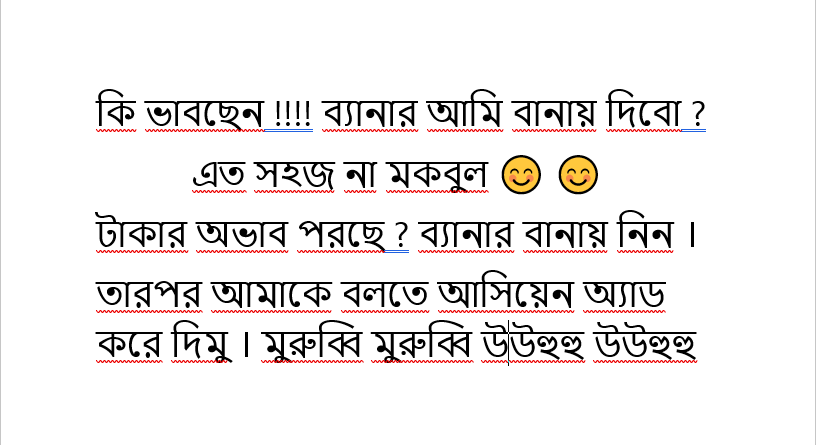 কি ভাবছেন !!!! ব্যানার আমি বানায় দিবো ?
এত সহজ না মকবুল 😊 😊
টাকার অভাব পরছে ? ব্যানার বানায় নিন ।
তারপর আমাকে বলতে আসিয়েন অ্যাড
করে দিমু । মুরুব্বি মুরুব্বি উউহুহু উউহুহু